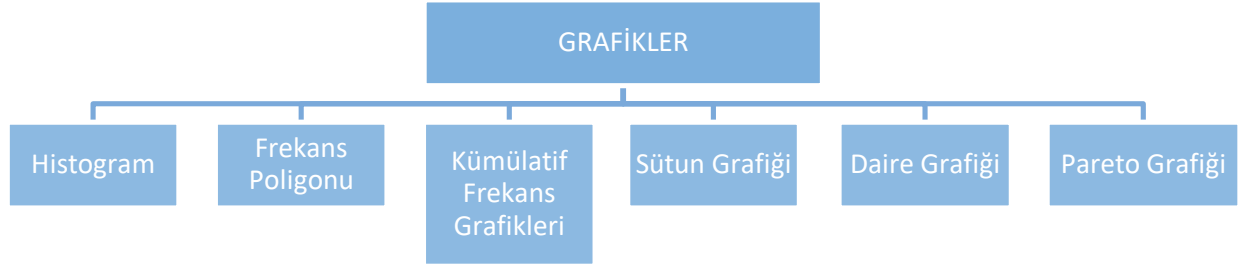 GRAFİKLER
Histogram
Frekans
Poligonu
Kümülatif
Frekans
Grafikleri
Sütun Grafiği
Daire Grafiği
Pareto Grafiği